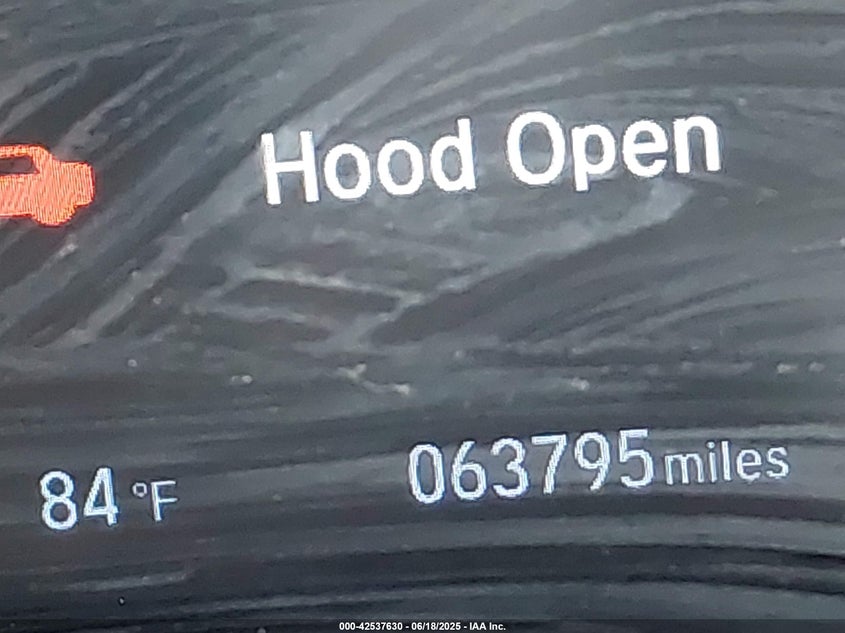 Hood Open
84 °F
063795 miles
000-42537630 - 06/18/2025 - IAA Inc.